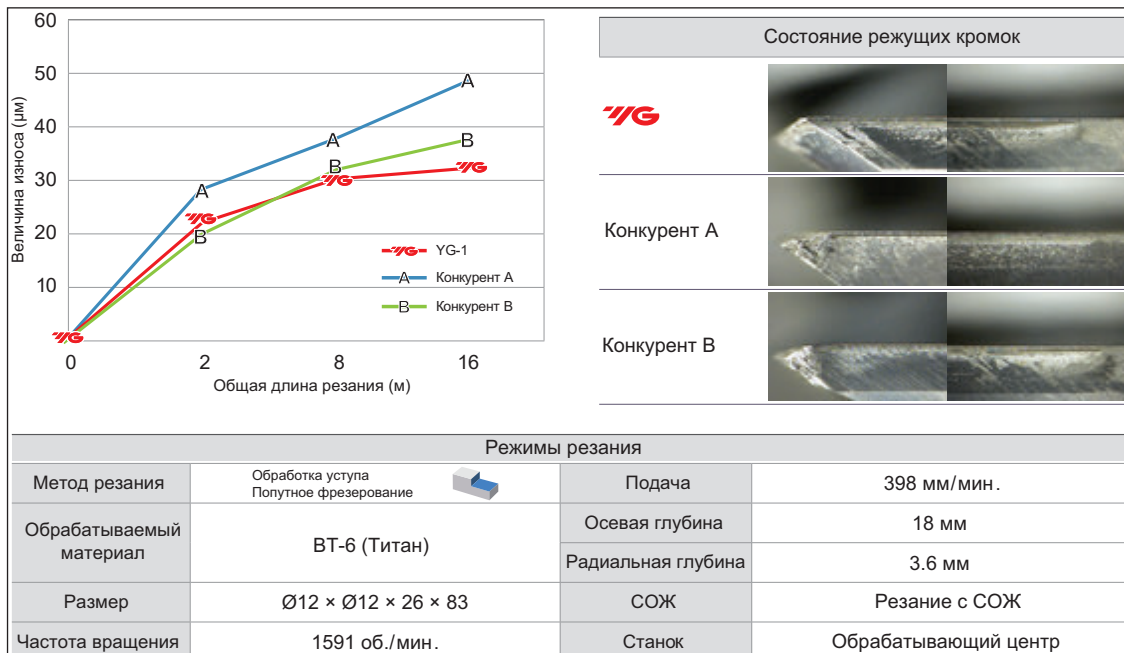 60
50
40
30
20
10
Величина износа (µм)
A
A
A
B
B
B
YG
YG
YG
YG
YG YG-1
A Конкурент A
B Конкурент B
0 2 8 16
Общая длина резания (м)
Состояние режущих кромок
YG
Конкурент A
Конкурент B
Режимы резания
Метод резания
Обработка уступа
Попутное фрезерование
Подача
398 мм/мин.
Обрабатываемый
материал
ВТ-6 (Титан)
Осевая глубина
18 мм
Радиальная глубина
3.6 мм
Размер
Ø12 × Ø12 × 26 × 83
СОЖ
Резание с СОЖ
Частота вращения
1591 об./мин.
Станок
Обрабатывающий центр